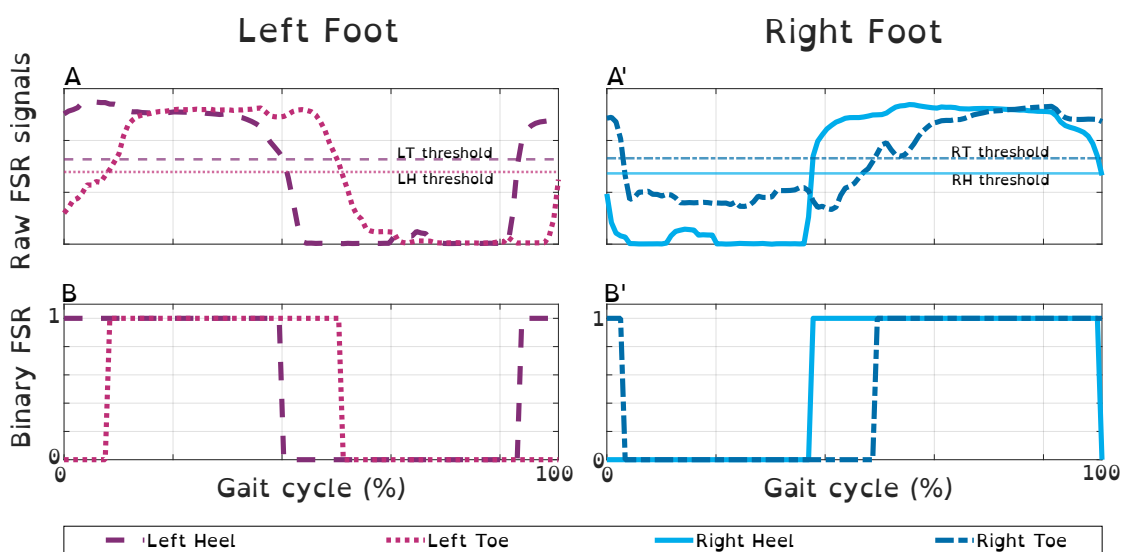 Left Foot
Right Foot
A
A'
Raw FSR signals
LT threshold
LH threshold
RT threshold
RH threshold
B
B'
Binary FSR
1
0
1
0
0
100
0
100
Gait cycle (%)
Gait cycle (%)
Left Heel
Left Toe
Right Heel
Right Toe